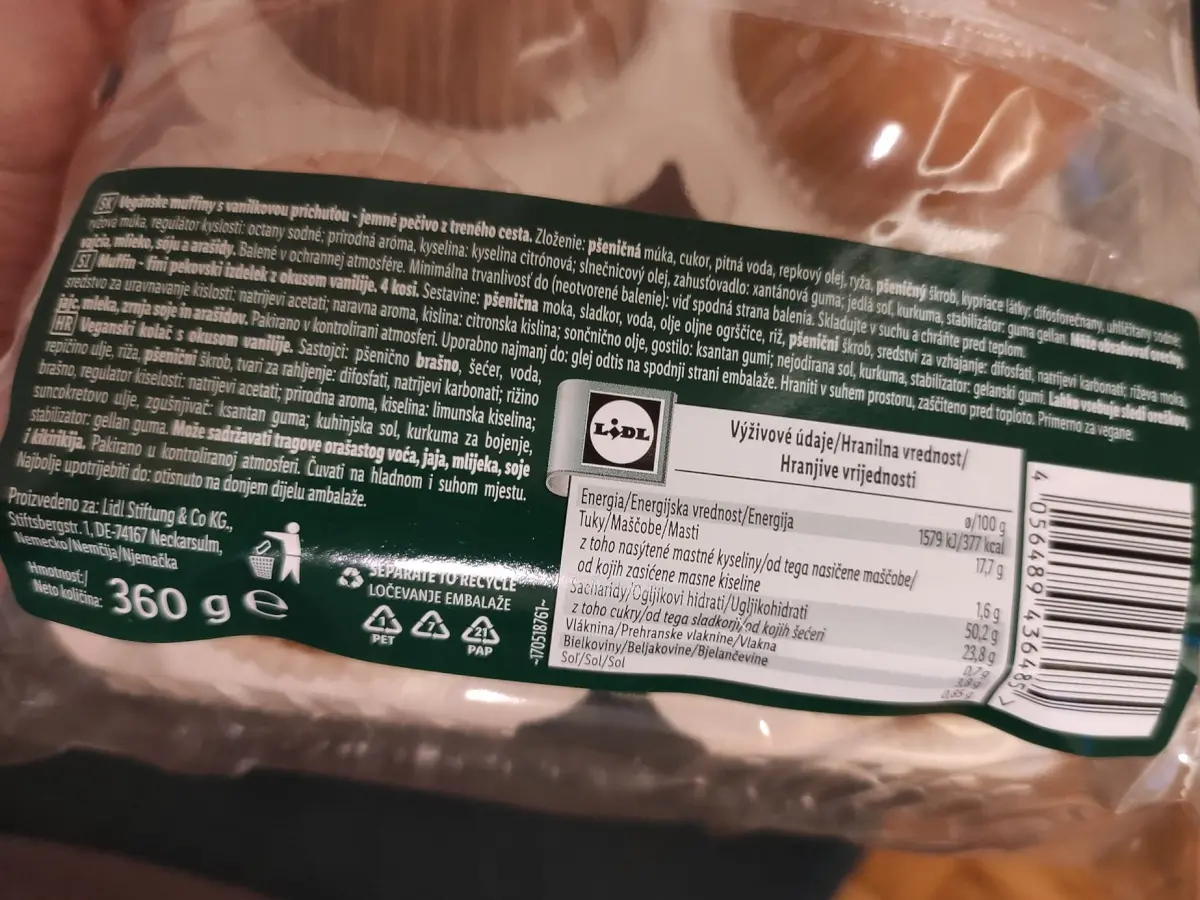 SK Vegánske muffiny s vanilkovou príchuťou - jemné pečivo z treného cesta. Zloženie: pšeničná múka, cukor, pitná voda, repkový olej, ryža, pšeničný škrob, kypriace látky: difosforečnany, uhličitany sodné;
ryžová múka, regulátor kyslosti: octany sodné; prírodná aróma, kyselina: kyselina citrónová; slnečnicový olej, zahusťovadlo: xantánová guma; jedlá soľ, kurkuma, stabilizátor: guma gellan. Môže obsahovať orechy,
vajcia, mlieko, sóju a arašidy. Balené v ochrannej atmosfére. Minimálna trvanlivosť do (neotvorené balenie): viď spodná strana balenia. Skladujte v suchu a chráňte pred teplom.
SI Muffin - fini pekovski izdelek z okusom vanilije. 4 kosi. Sestavine: pšenična moka, sladkor, voda, olje oljne ogrščice, riž, pšenični škrob, sredstvi za vzhajanje: difosfati, natrijevi karbonati; riževa moka,
sredstvo za uravnavanje kislosti: natrijevi acetati; naravna aroma, kislina: citronska kislina; sončnično olje, gostilo: ksantan gumi; nejodirana sol, kurkuma, stabilizator: gelanski gumi. Lahko vsebuje sledi oreškov,
jajc, mleka, zrnja soje in arašidov. Pakirano v kontrolirani atmosferi. Uporabno najmanj do: glej odtis na spodnji strani embalaže. Hraniti v suhem prostoru, zaščiteno pred toploto. Primerno za vegane.
HR Veganski kolač s okusom vanilije. Sastojci: pšenično brašno, šećer, voda,
repičino ulje, riža, pšenični škrob, tvari za rahljenje: difosfati, natrijevi karbonati; rižino
brašno, regulator kiselosti: natrijevi acetati; prirodna aroma, kiselina: limunska kiselina;
suncokretovo ulje, zgušnjivač: ksantan guma; kuhinjska sol, kurkuma za bojenje,
stabilizator: gellan guma. Može sadržavati tragove orašastog voća, jaja, mlijeka, soje
i kikirikija. Pakirano u kontroliranoj atmosferi. Čuvati na hladnom i suhom mjestu.
Najbolje upotrijebiti do: otisnuto na donjem dijelu ambalaže.
Proizvedeno za: Lidl Stiftung & Co KG.,
Stiftsbergstr. 1, DE-74167 Neckarsulm,
Nemecko/Nemčija/Njemačka
Hmotnosť:/
Neto količina: 360 g e
SEPARATE TO RECYCLE
LOČEVANJE EMBALAŽE
1 7 21
PET PAP
-170518761-
LIDL
Výživové údaje/Hranilna vrednost/
Hranjive vrijednosti
ø/100 g
Energia/Energijska vrednost/Energija 1579 kJ/377 kcal
Tuky/Maščobe/Masti 17,7 g
z toho nasýtené mastné kyseliny/od tega nasičene maščobe/
od kojih zasićene masne kiseline 1,6 g
Sacharidy/Ogljikovi hidrati/Ugljikohidrati 50,2 g
z toho cukry/od tega sladkorji/od kojih šećeri 23,8 g
Vláknina/Prehranske vlaknine/Vlakna 0,7 g
Bielkoviny/Beljakovine/Bjelančevine 3,8 g
Soľ/Sol/Sol 0,85 g
4 056489 436485